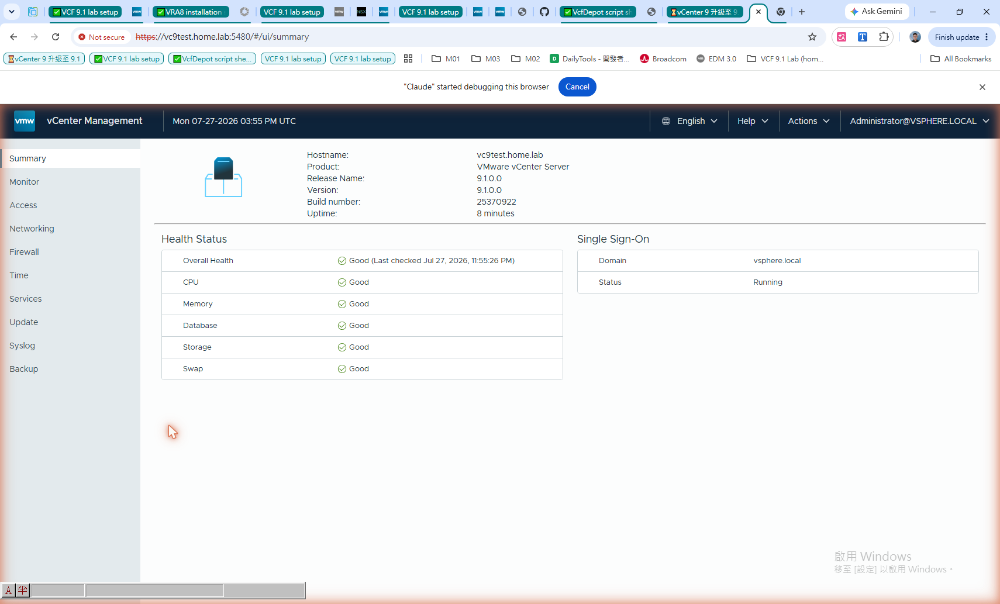 ✅VCF 9.1 lab setup
vmw
✅VRA8 installation
VCF 9.1 lab setup
vmw
NSX
vmw
VCF 9.1 lab setup
vmw
vmw
✅VcfDepot script sh
⌛vCenter 9 升级至 9
Ask Gemini
Not secure
https://vc9test.home.lab:5480/#/ui/summary
Finish update
⌛vCenter 9 升级至 9.1
✅VCF 9.1 lab setup
✅VcfDepot script she...
VCF 9.1 lab setup
VCF 9.1 lab setup
M01
M03
M02
DailyTools - 開發者...
Broadcom
EDM 3.0
VCF 9.1 Lab (hom...
All Bookmarks
"Claude" started debugging this browser
Cancel
vmw
vCenter Management
Mon 07-27-2026 03:55 PM UTC
English
Help
Actions
Administrator@VSPHERE.LOCAL
Summary
Monitor
Access
Networking
Firewall
Time
Services
Update
Syslog
Backup
Hostname: vc9test.home.lab
Product: VMware vCenter Server
Release Name: 9.1.0.0
Version: 9.1.0.0
Build number: 25370922
Uptime: 8 minutes
Health Status
Overall Health Good (Last checked Jul 27, 2026, 11:55:26 PM)
CPU Good
Memory Good
Database Good
Storage Good
Swap Good
Single Sign-On
Domain vsphere.local
Status Running
啟用 Windows
移至 [設定] 以啟用 Windows。
A 半